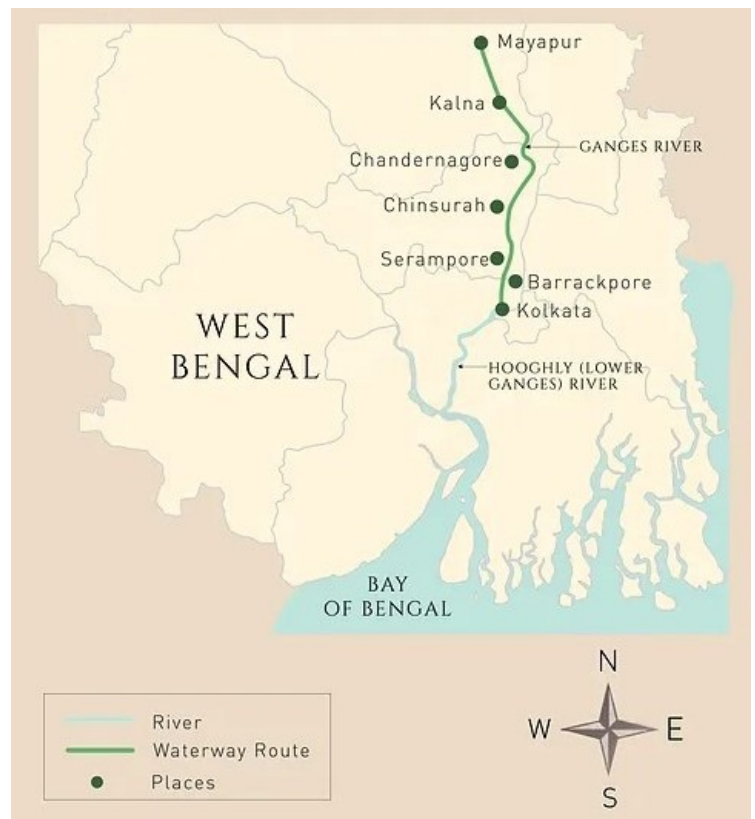 Mayapur
Kalna
GANGES RIVER
Chandernagore
Chinsurah
Serampore
Barrackpore
Kolkata
WEST
BENGAL
HOOGHLY (LOWER
GANGES) RIVER
BAY
OF BENGAL
N
W
E
S
River
Waterway Route
Places